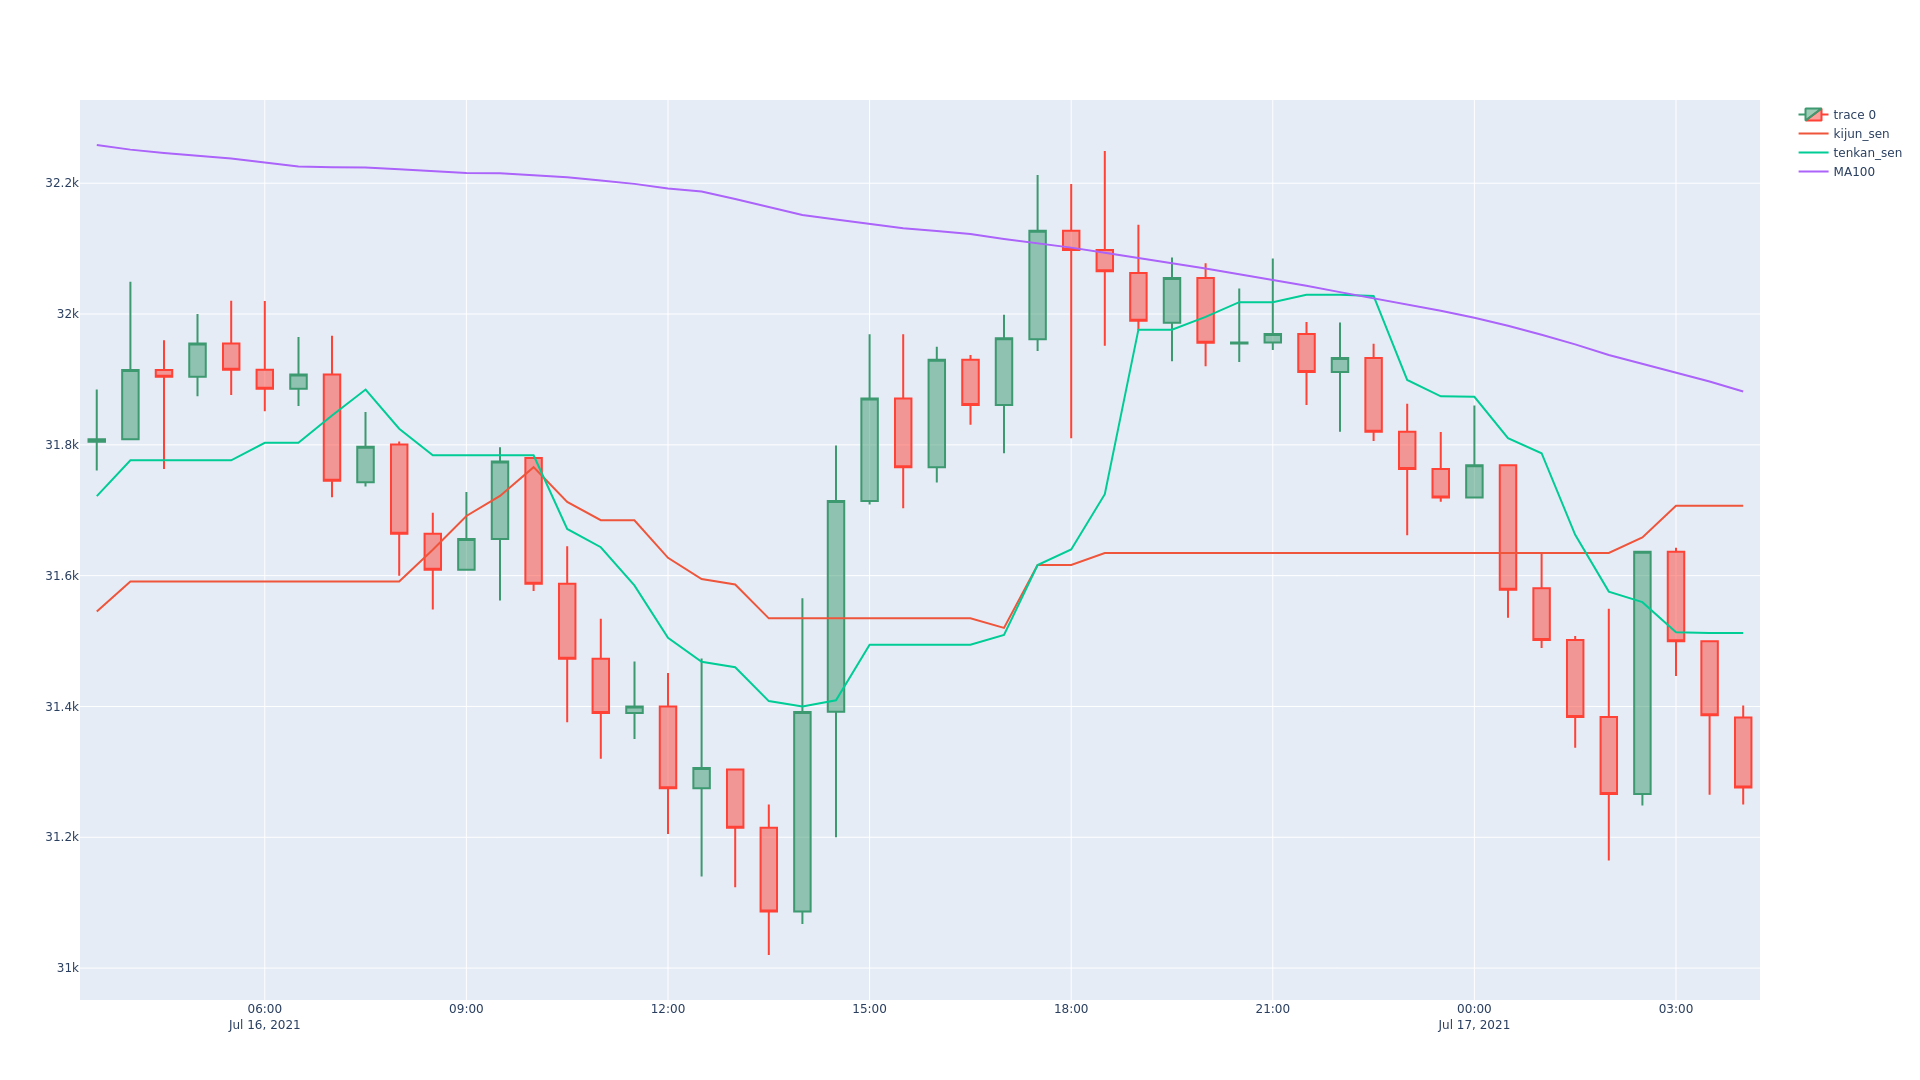 trace 0
kijun_sen
tenkan_sen
MA100
32.2k
32k
31.8k
31.6k
31.4k
31.2k
31k
06:00 09:00 12:00 15:00 18:00 21:00 00:00 03:00
Jul 16, 2021 Jul 17, 2021